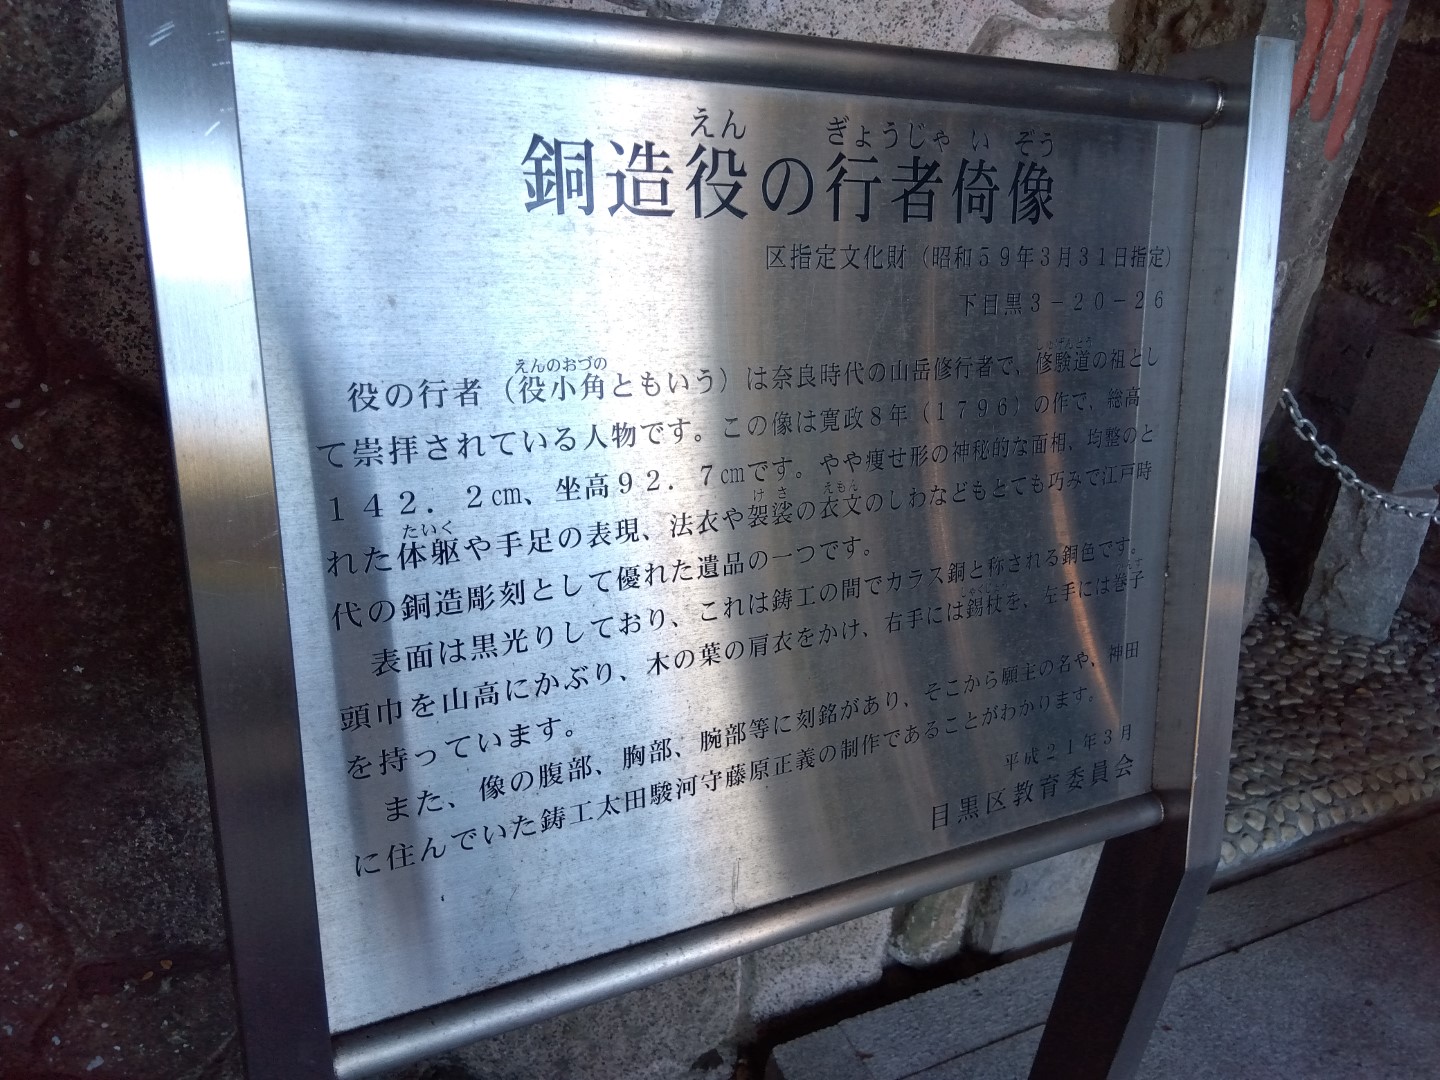 えん ぎょうじゃ い ぞう
銅造役の行者倚像
区指定文化財（昭和59年3月31日指定）
下目黒3－20－26
えんのおづの しゅげんどう
役の行者（役小角ともいう）は奈良時代の山岳修行者で、修験道の祖とし
て崇拝されている人物です。この像は寛政8年（1796）の作で、総高
142．2㎝、坐高92．7㎝です。やや痩せ形の神秘的な面相、均整のと
たいく けさ えもん
れた体躯や手足の表現、法衣や袈裟の衣文のしわなどもとても巧みで江戸時
代の銅造彫刻として優れた遺品の一つです。
表面は黒光りしており、これは鋳工の間でカラス銅と称される銅色です。
頭巾を山高にかぶり、木の葉の肩衣をかけ、右手には錫杖を、左手には巻子
を持っています。
また、像の腹部、胸部、腕部等に刻銘があり、そこから願主の名や、神田
に住んでいた鋳工太田駿河守藤原正義の制作であることがわかります。
平成21年3月
目黒区教育委員会